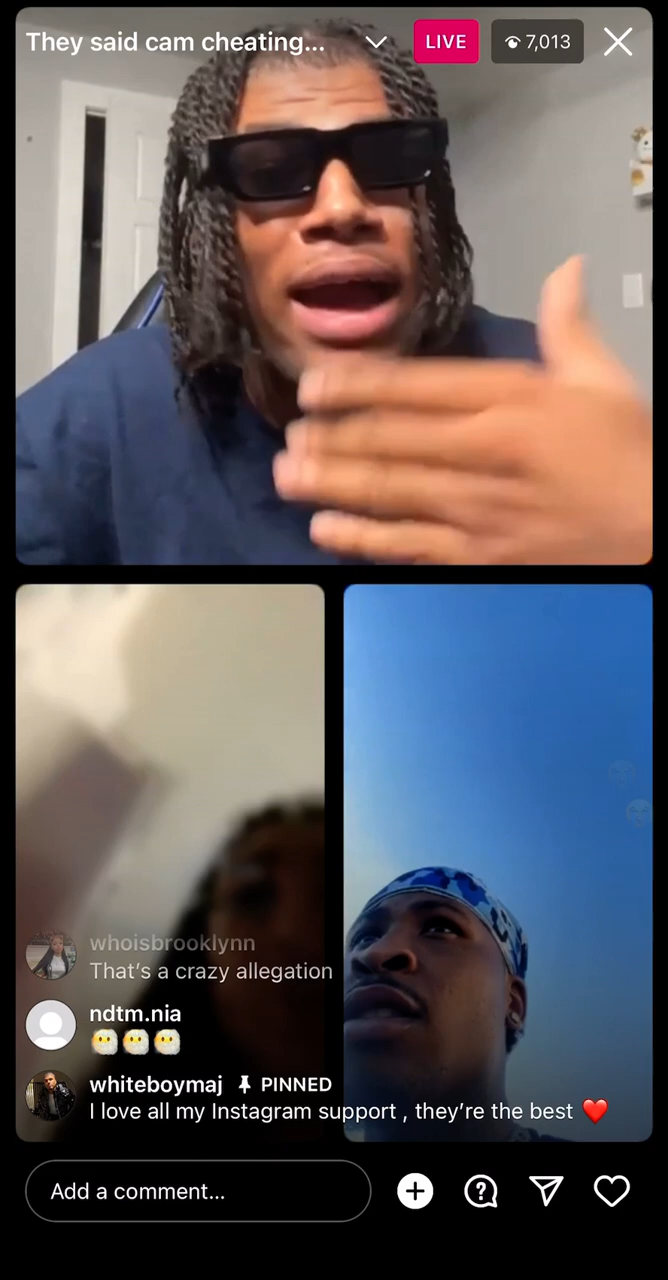 They said cam cheating...
LIVE
7,013
whoisbrooklynn
That's a crazy allegation
ndtm.nia
😶‍🌫️😶‍🌫️😶‍🌫️
whiteboymaj PINNED
I love all my Instagram support , they're the best ❤️
Add a comment...